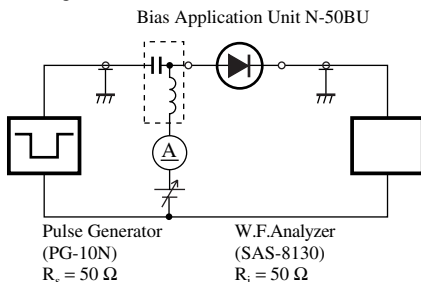 Bias Application Unit N-50BU
A
Pulse Generator
(PG-10N)
Rs = 50 Ω
W.F.Analyzer
(SAS-8130)
Ri = 50 Ω